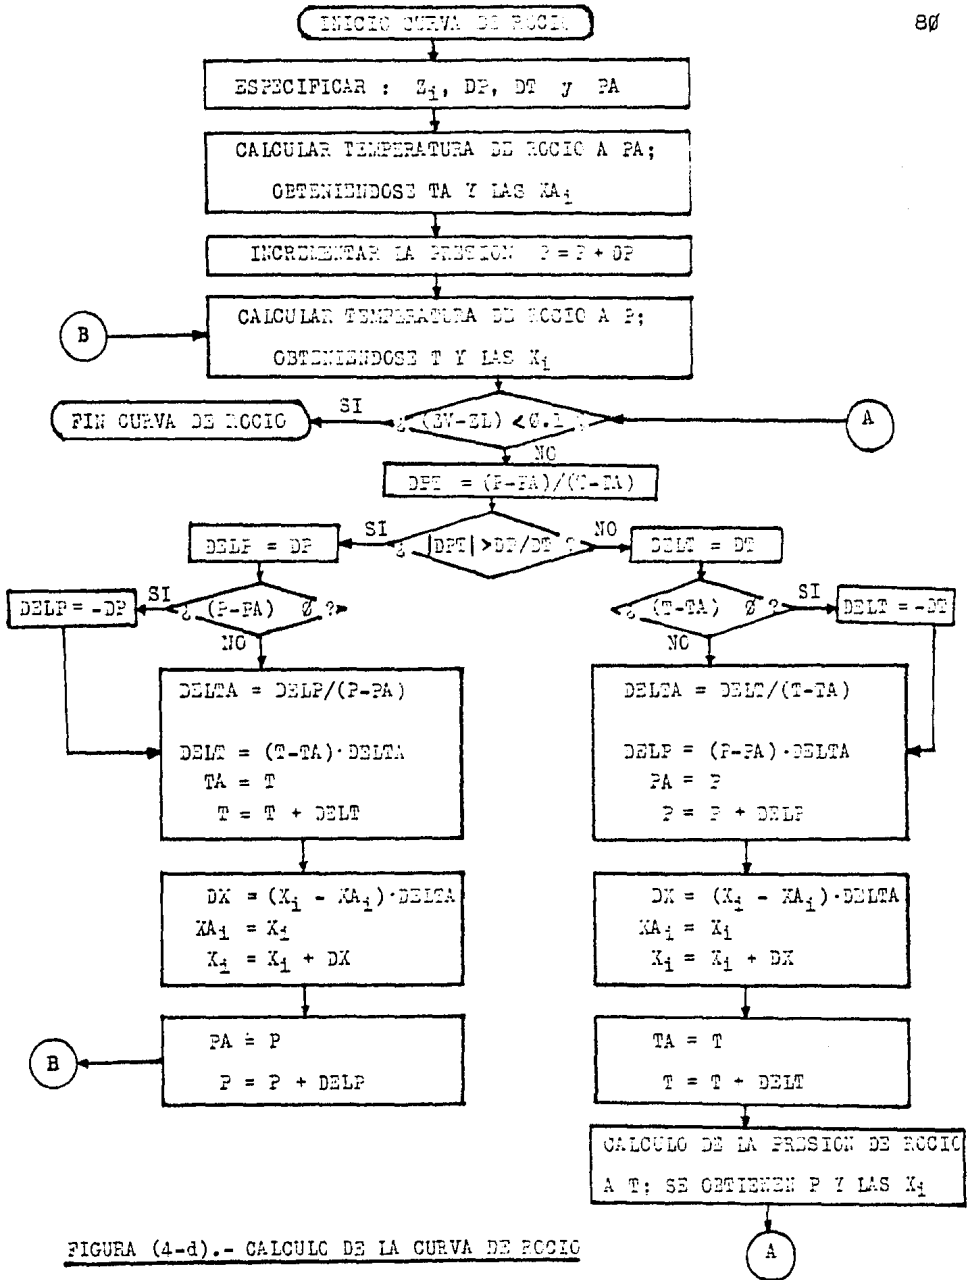 80
INICIO CURVA DE ROCIO
ESPECIFICAR : Zi, DP, DT y PA
CALCULAR TEMPERATURA DE ROCIO A PA;
OBTENIENDOSE TA Y LAS XAi
INCREMENTAR LA PRESION P = P + DP
B
CALCULAR TEMPERATURA DE ROCIO A P;
OBTENIENDOSE T Y LAS Xi
FIN CURVA DE ROCIO
SI
¿ (EV-EL) < 0.1 ?
A
NO
DPT = (P-PA)/(T-TA)
DELP = DP
SI
¿ |DPT| > DP/DT ?
NO
DELT = DT
DELP = -DP
SI
¿ (P-PA) 0 ?
NO
¿ (T-TA) 0 ?
SI
DELT = -DT
NO
DELTA = DELP/(P-PA)
DELT = (T-TA)·DELTA
TA = T
T = T + DELT
DELTA = DELT/(T-TA)
DELP = (P-PA)·DELTA
PA = P
P = P + DELP
DX = (Xi - XAi)·DELTA
XAi = Xi
Xi = Xi + DX
DX = (Xi - XAi)·DELTA
XAi = Xi
Xi = Xi + DX
B
PA = P
P = P + DELP
TA = T
T = T + DELT
CALCULO DE LA PRESION DE ROCIO
A T; SE OBTIENEN P Y LAS Xi
A
FIGURA (4-d).- CALCULO DE LA CURVA DE ROCIO